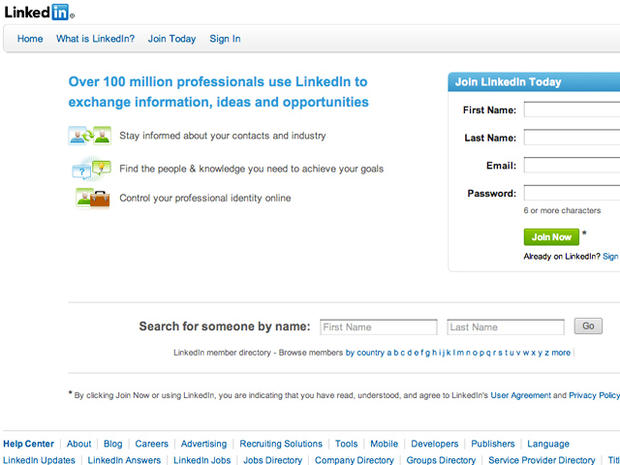 Linked in ®
Home What is LinkedIn? Join Today Sign In
Over 100 million professionals use LinkedIn to
exchange information, ideas and opportunities
Stay informed about your contacts and industry
Find the people & knowledge you need to achieve your goals
Control your professional identity online
Join LinkedIn Today
First Name:
Last Name:
Email:
Password:
6 or more characters
Join Now *
Already on LinkedIn? Sign
Search for someone by name: First Name Last Name Go
LinkedIn member directory - Browse members by country a b c d e f g h i j k l m n o p q r s t u v w x y z more
* By clicking Join Now or using LinkedIn, you are indicating that you have read, understood, and agree to LinkedIn's User Agreement and Privacy Policy
Help Center About Blog Careers Advertising Recruiting Solutions Tools Mobile Developers Publishers Language
LinkedIn Updates LinkedIn Answers LinkedIn Jobs Jobs Directory Company Directory Groups Directory Service Provider Directory Titl